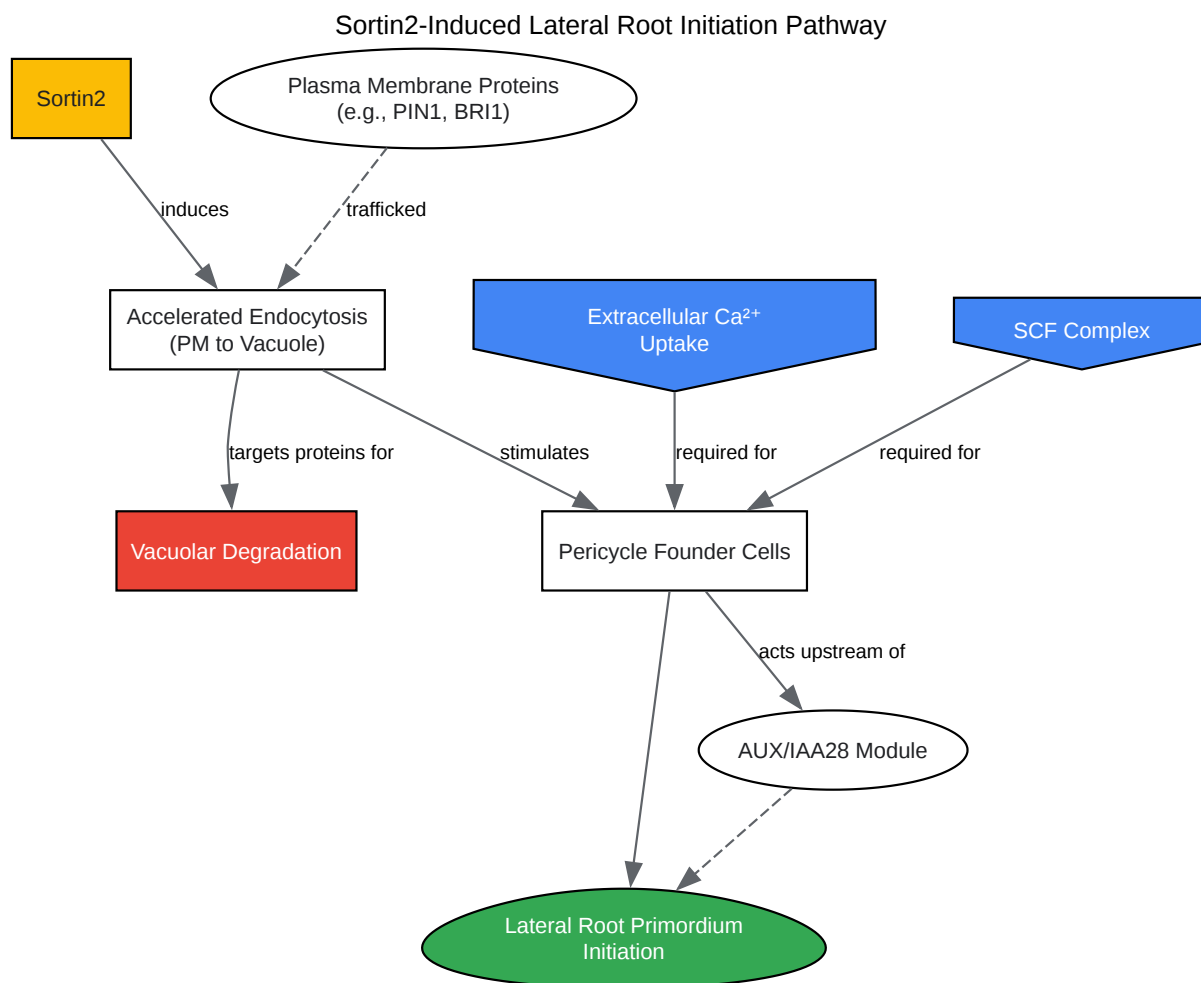 Sortin2-Induced Lateral Root Initiation Pathway
Sortin2
Plasma Membrane Proteins
(e.g., PIN1, BRI1)
induces
trafficked
Accelerated Endocytosis
(PM to Vacuole)
Extracellular Ca²⁺
Uptake
SCF Complex
targets proteins for
stimulates
required for
required for
Vacuolar Degradation
Pericycle Founder Cells
acts upstream of
AUX/IAA28 Module
Lateral Root Primordium
Initiation